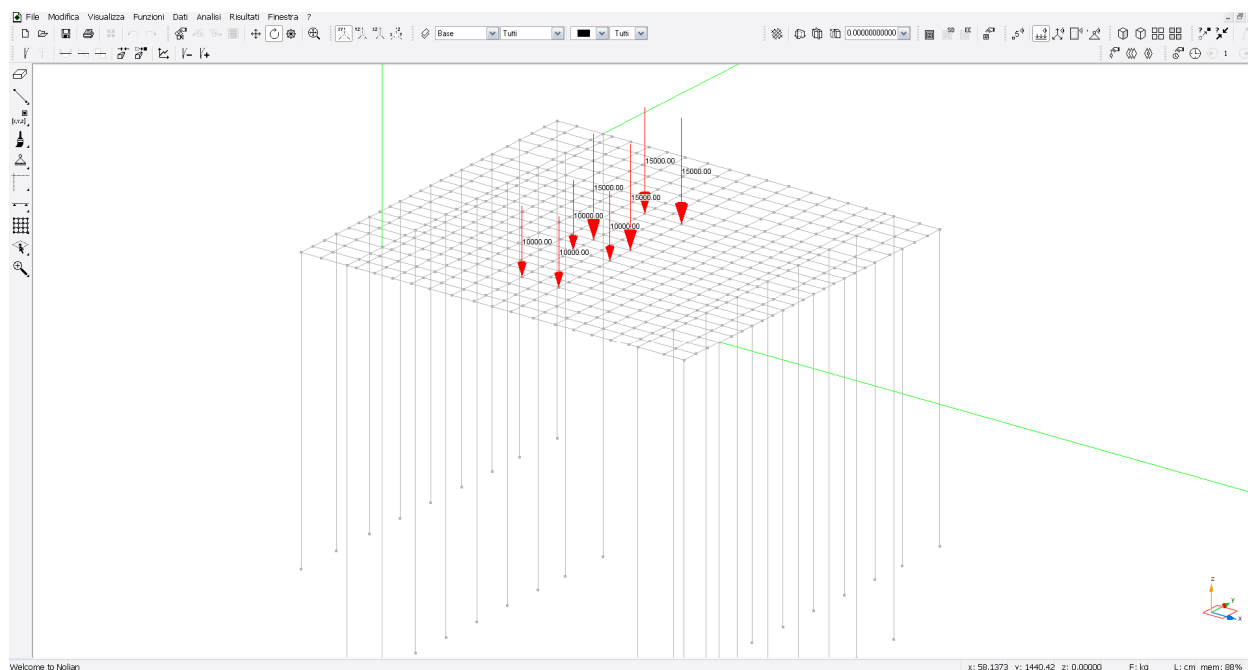 File Modifica Visualizza Funzioni Dati Analisi Risultati Finestra ?
Base Tutti Tutti 0.0000000000
1
15000.00
15000.00
15000.00
15000.00
10000.00
10000.00
10000.00
10000.00
z
Y
x
Welcome to Nolian x: 58.1373 y: 1440.42 z: 0.00000 F: kg L: cm mem: 88%